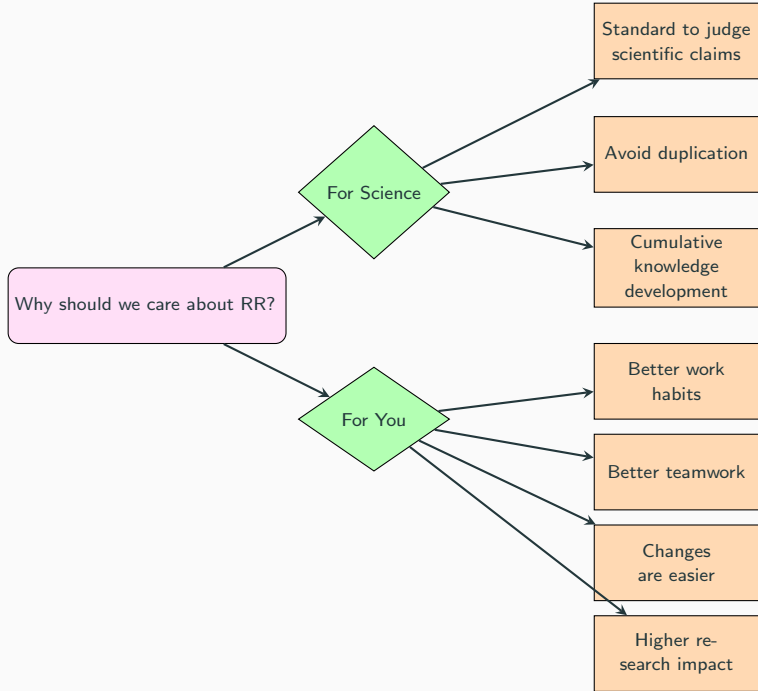 Why should we care about RR?
For Science
Standard to judge
scientific claims
Avoid duplication
Cumulative
knowledge
development
For You
Better work
habits
Better teamwork
Changes
are easier
Higher re-
search impact